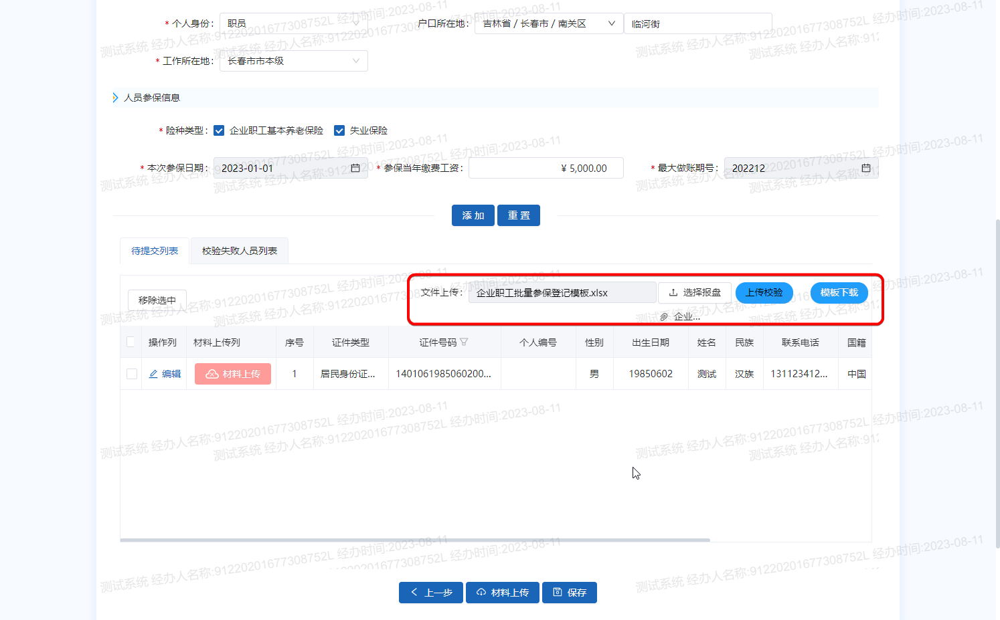 * 个人身份： 职员 户口所在地： 吉林省 / 长春市 / 南关区 临河街
* 工作所在地： 长春市市本级
人员参保信息
* 险种类型： 企业职工基本养老保险 失业保险
* 本次参保日期： 2023-01-01 * 参保当年缴费工资： ¥ 5,000.00 * 最大做账期号： 202212
添 加 重 置
待提交列表 校验失败人员列表
移除选中 文件上传： 企业职工批量参保登记模板.xlsx 选择报盘 上传校验 模板下载
企业...
操作列 材料上传列 序号 证件类型 证件号码 个人编号 性别 出生日期 姓名 民族 联系电话 国籍
编辑 材料上传 1 居民身份证... 1401061985060200... 男 19850602 测试 汉族 131123412... 中国
上一步 材料上传 保存
测试系统 经办人名称:91220201677308752L 经办时间:2023-08-11